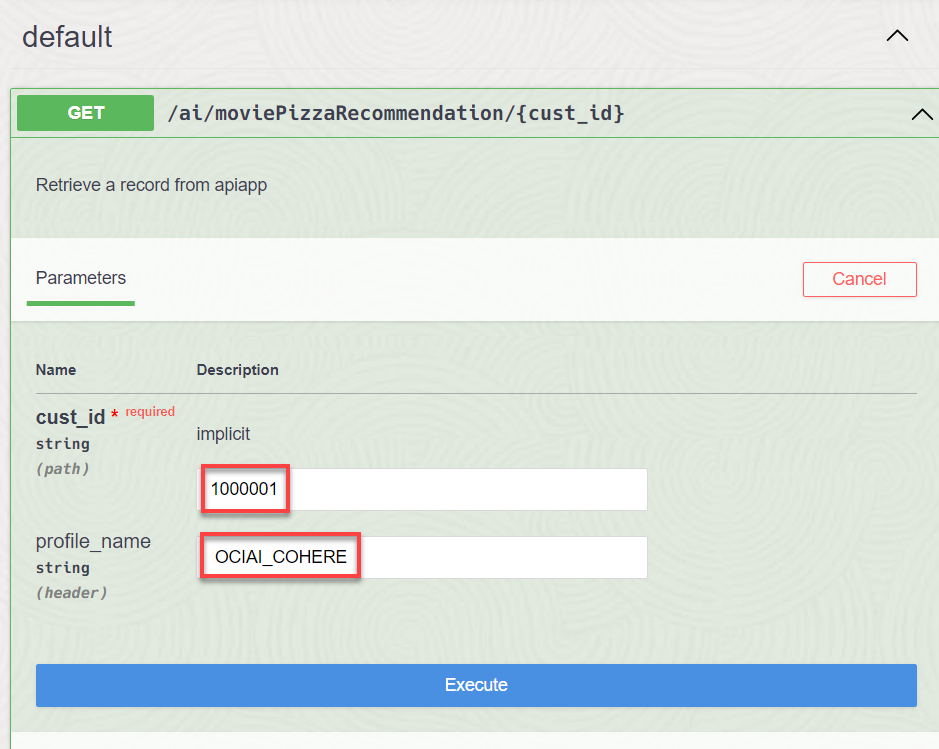 default
GET /ai/moviePizzaRecommendation/{cust_id}
Retrieve a record from apiapp
Parameters
Cancel
Name Description
cust_id * required
string
(path)
implicit
1000001
profile_name
string
(header)
OCIAI_COHERE
Execute